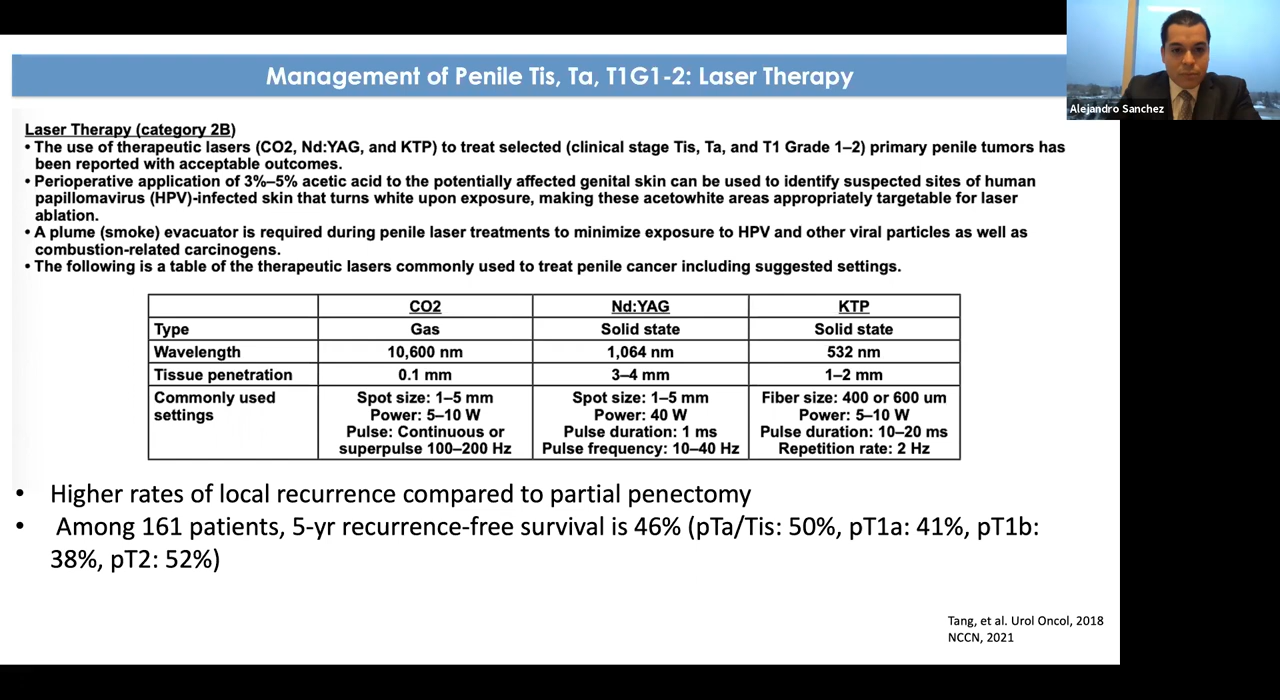 Management of Penile Tis, Ta, T1G1-2: Laser Therapy
Alejandro Sanchez
Laser Therapy (category 2B)
• The use of therapeutic lasers (CO2, Nd:YAG, and KTP) to treat selected (clinical stage Tis, Ta, and T1 Grade 1–2) primary penile tumors has
been reported with acceptable outcomes.
• Perioperative application of 3%–5% acetic acid to the potentially affected genital skin can be used to identify suspected sites of human
papillomavirus (HPV)-infected skin that turns white upon exposure, making these acetowhite areas appropriately targetable for laser
ablation.
• A plume (smoke) evacuator is required during penile laser treatments to minimize exposure to HPV and other viral particles as well as
combustion-related carcinogens.
• The following is a table of the therapeutic lasers commonly used to treat penile cancer including suggested settings.
CO2 Nd:YAG KTP
Type Gas Solid state Solid state
Wavelength 10,600 nm 1,064 nm 532 nm
Tissue penetration 0.1 mm 3–4 mm 1–2 mm
Commonly used Spot size: 1–5 mm Spot size: 1–5 mm Fiber size: 400 or 600 um
settings Power: 5–10 W Power: 40 W Power: 5–10 W
Pulse: Continuous or Pulse duration: 1 ms Pulse duration: 10–20 ms
superpulse 100–200 Hz Pulse frequency: 10–40 Hz Repetition rate: 2 Hz
• Higher rates of local recurrence compared to partial penectomy
• Among 161 patients, 5-yr recurrence-free survival is 46% (pTa/Tis: 50%, pT1a: 41%, pT1b:
38%, pT2: 52%)
Tang, et al. Urol Oncol, 2018
NCCN, 2021